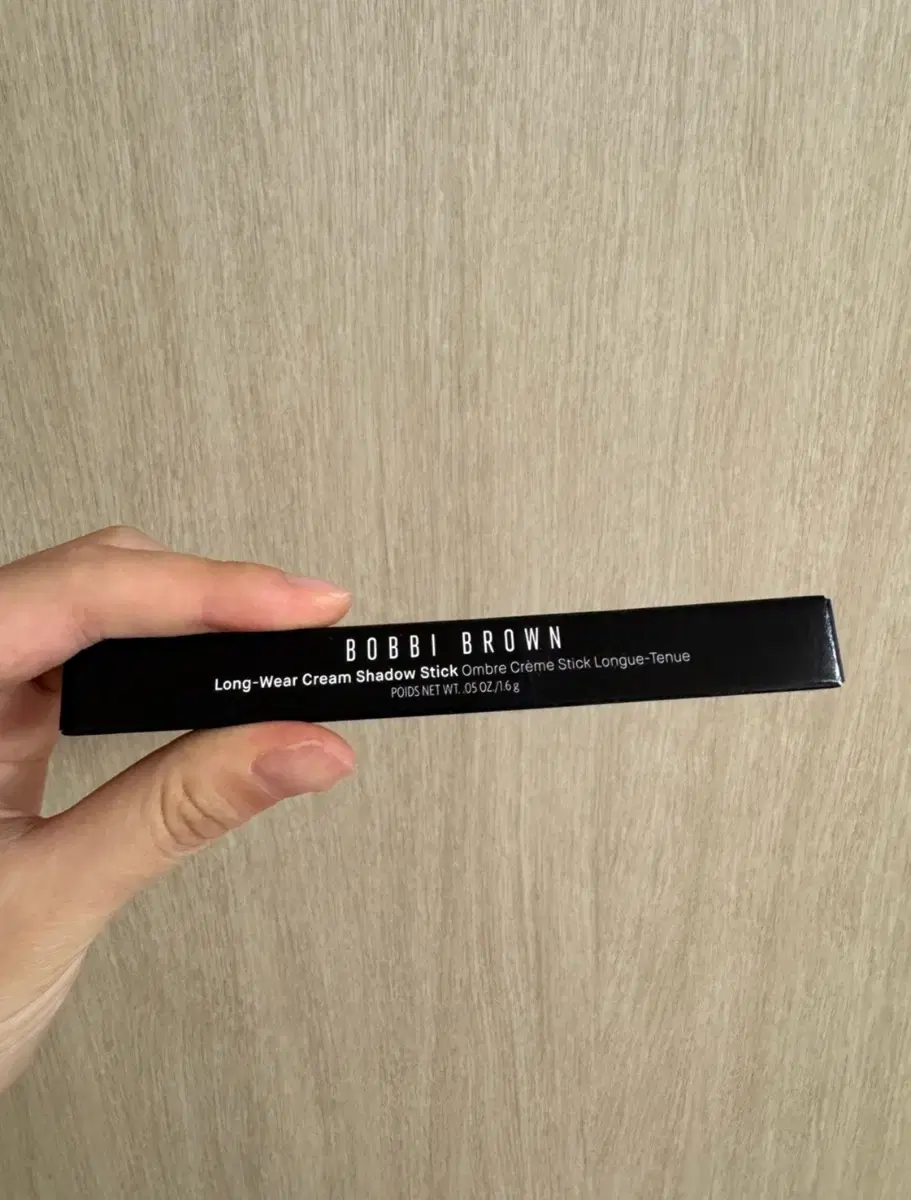 BOBBI BROWN
Long-Wear Cream Shadow Stick Ombre Crème Stick Longue-Tenue
POIDS NET WT. .05 OZ./1.6 g